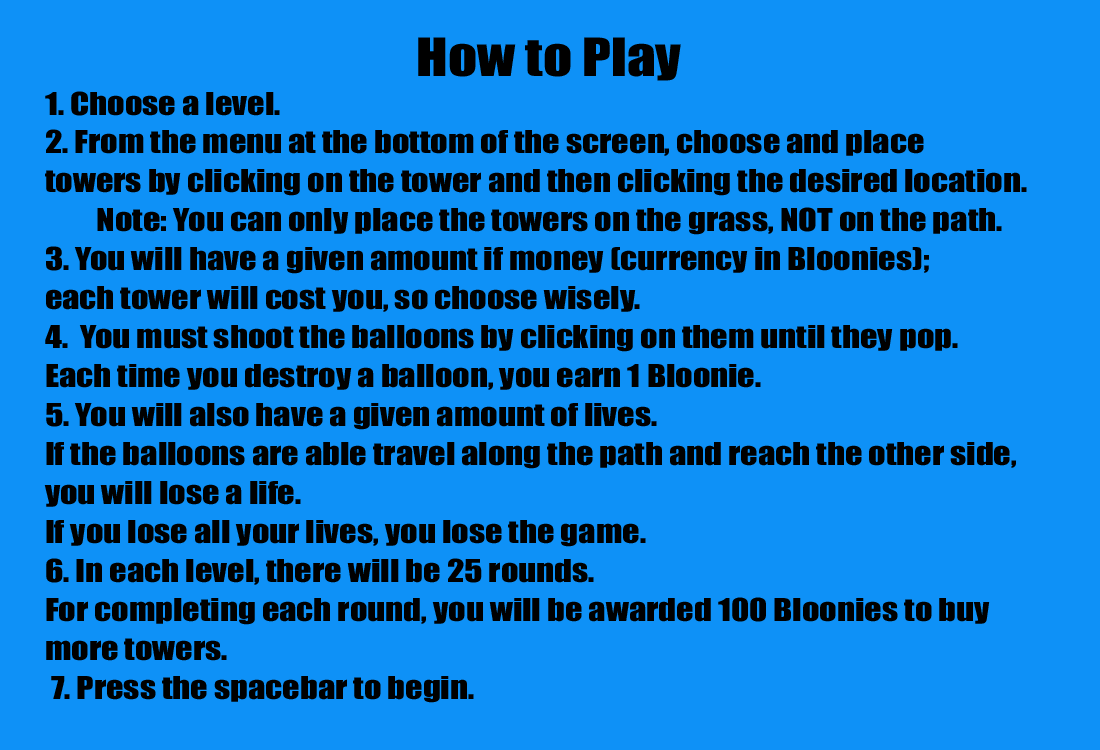 How to Play
1. Choose a level.
2. From the menu at the bottom of the screen, choose and place
towers by clicking on the tower and then clicking the desired location.
Note: You can only place the towers on the grass, NOT on the path.
3. You will have a given amount if money (currency in Bloonies);
each tower will cost you, so choose wisely.
4.  You must shoot the balloons by clicking on them until they pop.
Each time you destroy a balloon, you earn 1 Bloonie.
5. You will also have a given amount of lives.
If the balloons are able travel along the path and reach the other side,
you will lose a life.
If you lose all your lives, you lose the game.
6. In each level, there will be 25 rounds.
For completing each round, you will be awarded 100 Bloonies to buy
more towers.
7. Press the spacebar to begin.